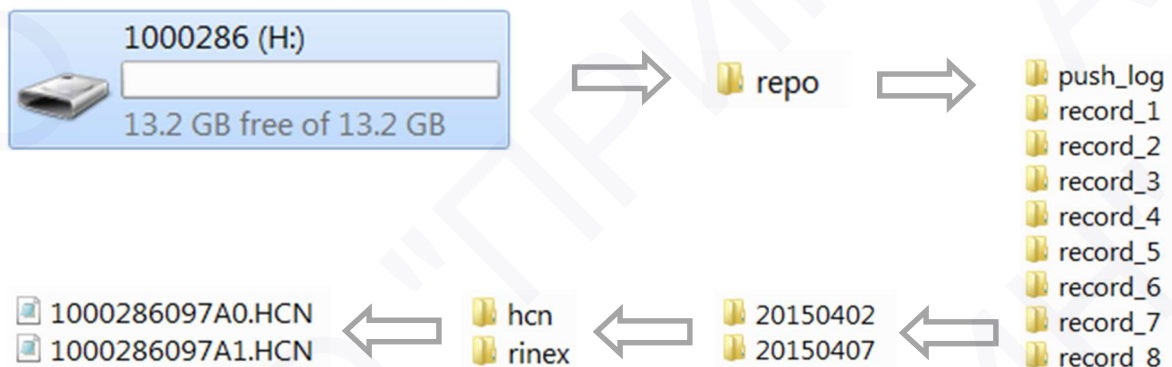 1000286 (H:)
13.2 GB free of 13.2 GB
repo
push_log
record_1
record_2
record_3
record_4
record_5
record_6
record_7
record_8
20150402
20150407
hcn
rinex
1000286097A0.HCN
1000286097A1.HCN